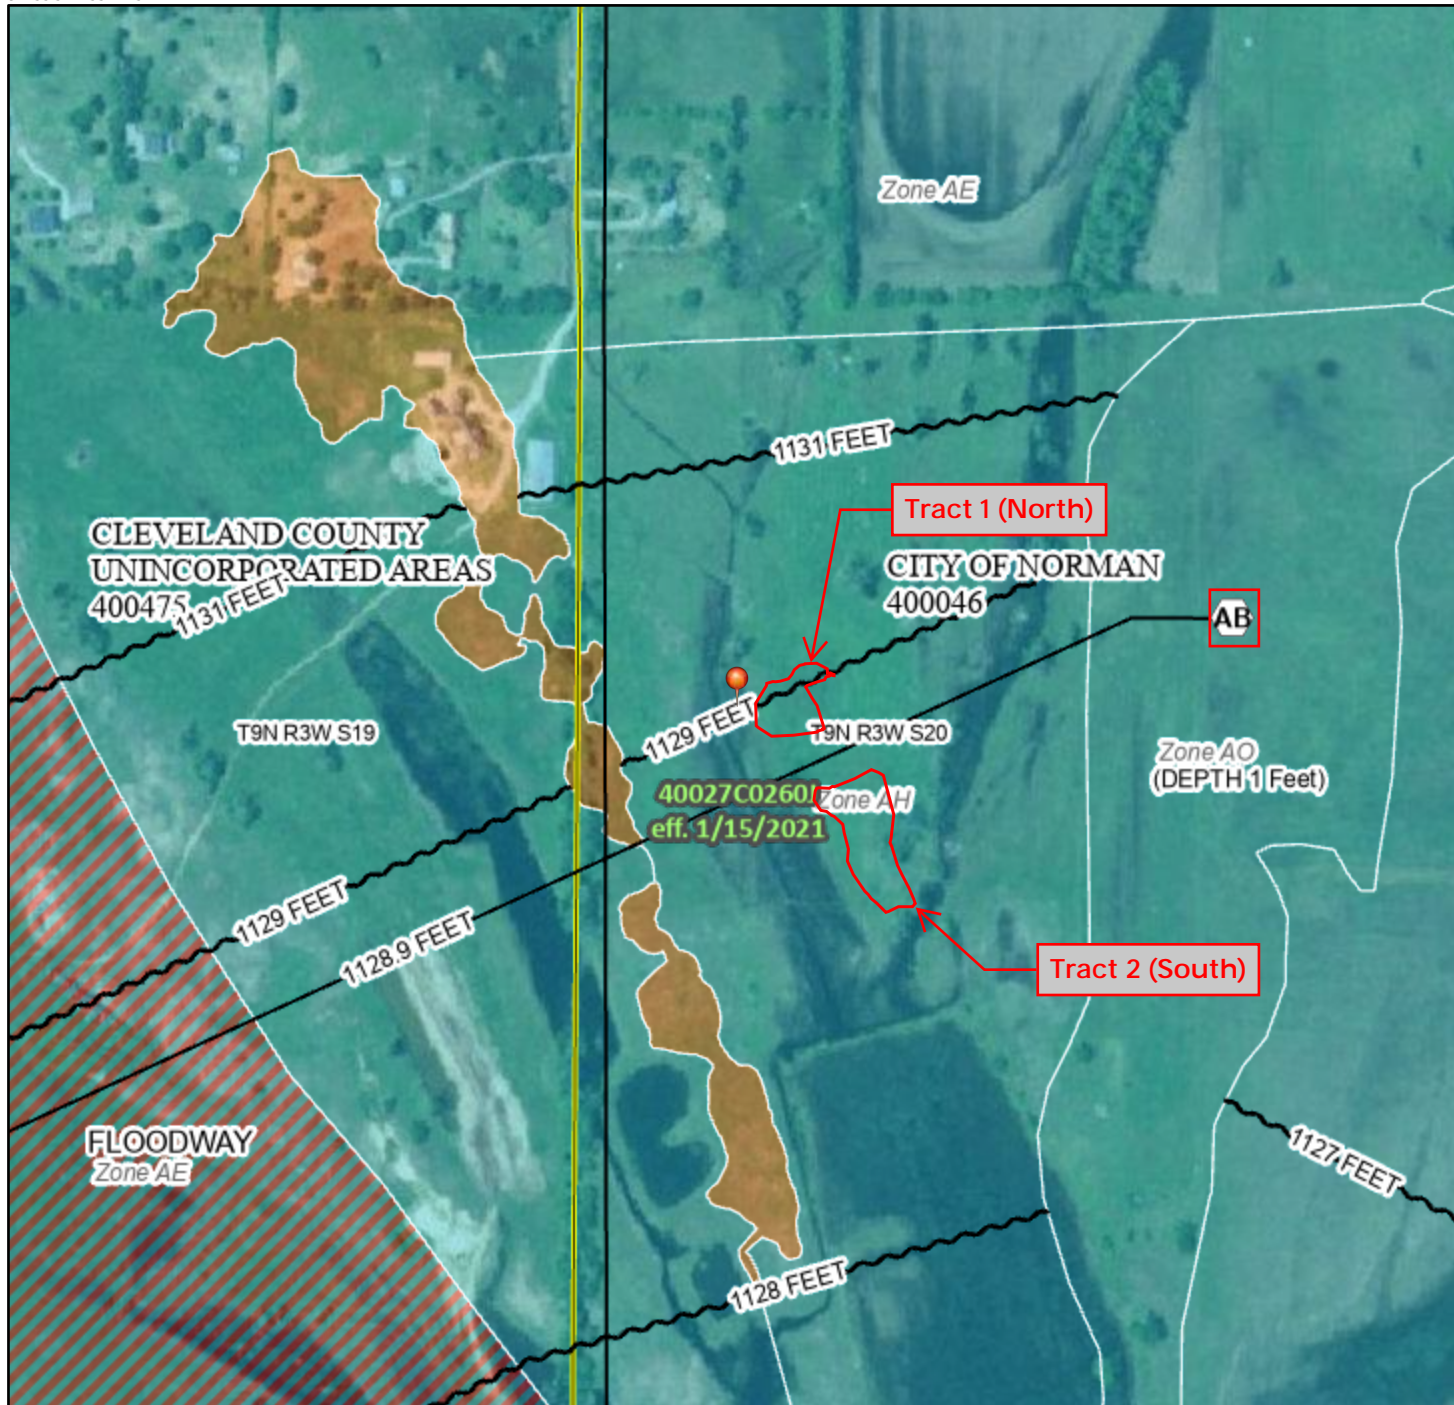 Zone AE
1131 FEET
Tract 1 (North)
CLEVELAND COUNTY
UNINCORPORATED AREAS
400475
1131 FEET
CITY OF NORMAN
400046
AB
1129 FEET
T9N R3W S19
T9N R3W S20
Zone AO
(DEPTH 1 Feet)
40027C0260J
eff. 1/15/2021
Zone AH
1129 FEET
1128.9 FEET
Tract 2 (South)
FLOODWAY
Zone AE
1127 FEET
1128 FEET